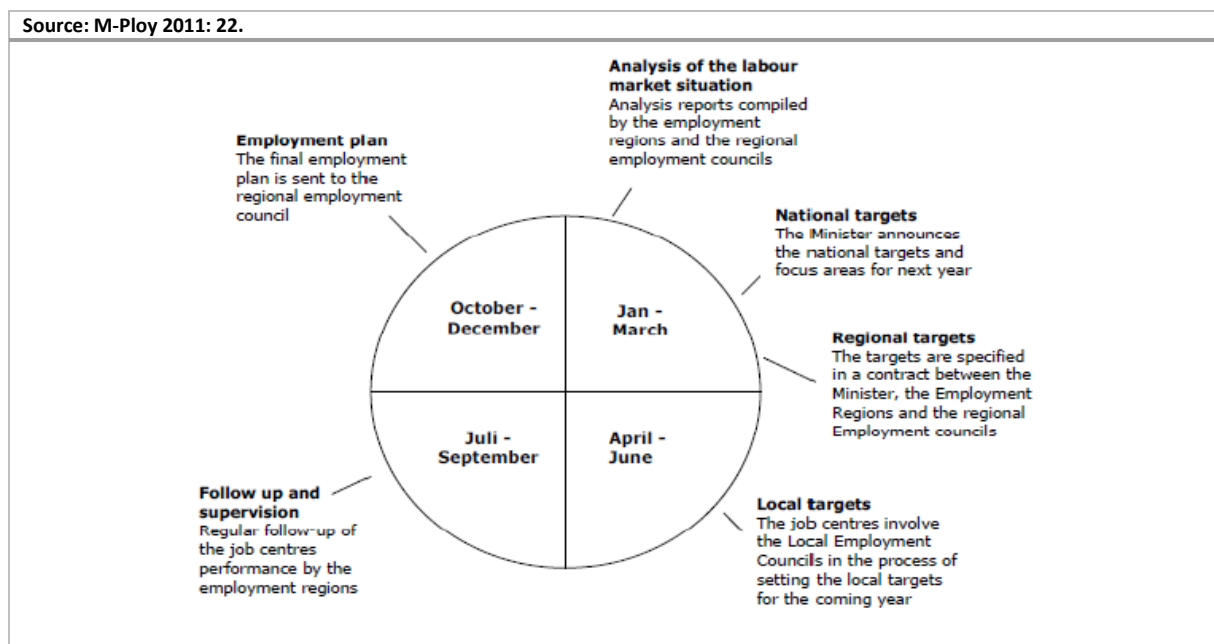 Source: M-Ploy 2011: 22.
Analysis of the labour
market situation
Analysis reports compiled
by the employment
regions and the regional
employment councils
Employment plan
The final employment
plan is sent to the
regional employment
council
National targets
The Minister announces
the national targets and
focus areas for next year
October -
December
Jan -
March
Regional targets
The targets are specified
in a contract between the
Minister, the Employment
Regions and the regional
Employment councils
Juli -
September
April -
June
Follow up and
supervision
Regular follow-up of
the job centres
performance by the
employment regions
Local targets
The job centres involve
the Local Employment
Councils in the process of
setting the local targets
for the coming year